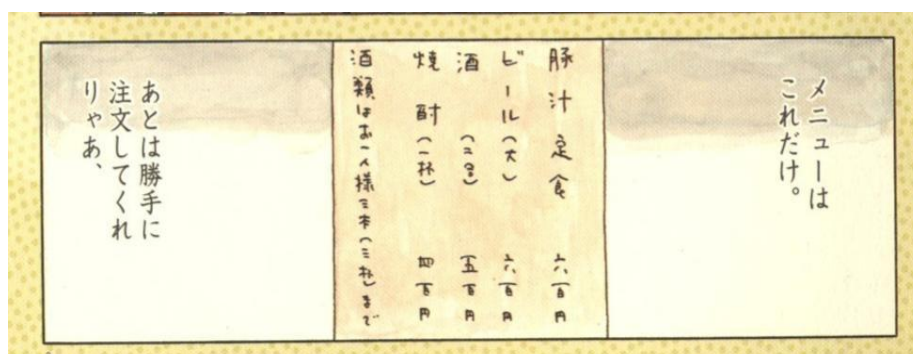 メニューは
これだけ。
豚汁定食 六百円
ビール(大) 六百円
酒(二合) 五百円
焼酎(一杯) 四百円
酒類はお一人様三本(三杯)まで
あとは勝手に
注文してくれ
りゃあ、